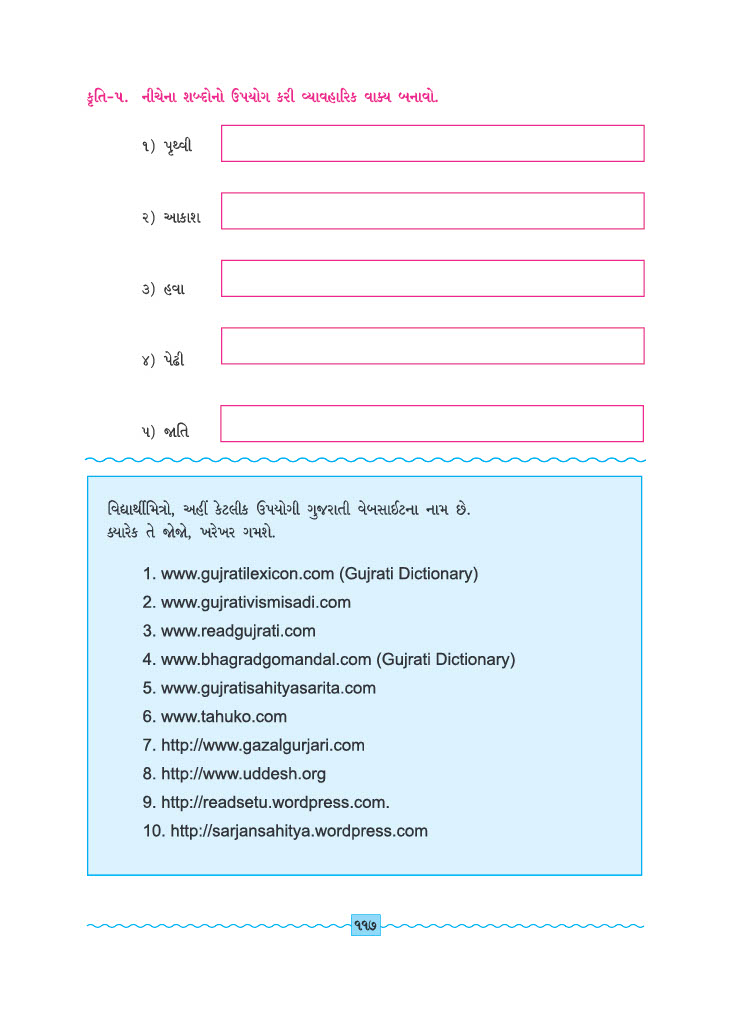 કૃતિ-૫. નીચેના શબ્દોનો ઉપયોગ કરી વ્યાવહારિક વાક્ય બનાવો.
૧) પૃથ્વી
૨) આકાશ
૩) હવા
૪) પેઢી
૫) જાતિ
વિદ્યાર્થીમિત્રો, અહીં કેટલીક ઉપયોગી ગુજરાતી વેબસાઈટના નામ છે.
ક્યારેક તે જોજો, ખરેખર ગમશે.
1. www.gujratilexicon.com (Gujrati Dictionary)
2. www.gujrativismisadi.com
3. www.readgujrati.com
4. www.bhagradgomandal.com (Gujrati Dictionary)
5. www.gujratisahityasarita.com
6. www.tahuko.com
7. http://www.gazalgurjari.com
8. http://www.uddesh.org
9. http://readsetu.wordpress.com.
10. http://sarjansahitya.wordpress.com
૧૧૭